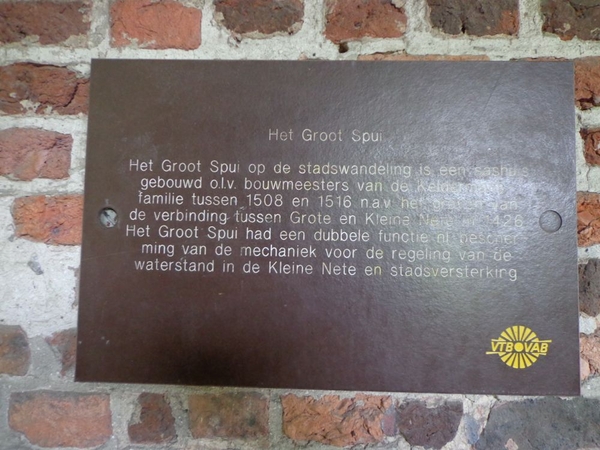 Het Groot Spui
Het Groot Spui op de stadswandeling is een
gebouwd o.l.v. bouwmeesters van de
familie tussen 1508 en 1516 n.a.v. het
de verbinding tussen Grote en Kleine Nete
Het Groot Spui had een dubbele functie nl. bescher-
ming van de mechaniek voor de regeling van de
waterstand in de Kleine Nete en stadsversterking
VTB VAB